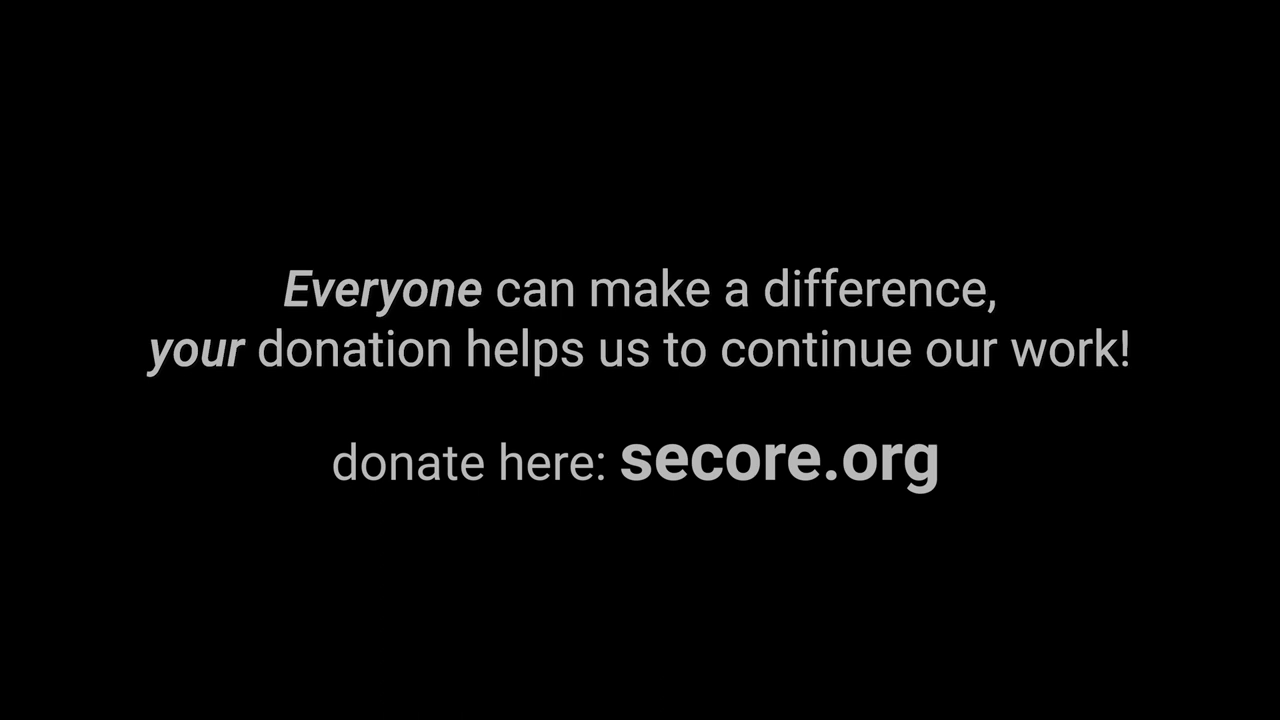 Everyone can make a difference,
your donation helps us to continue our work!
donate here: secore.org